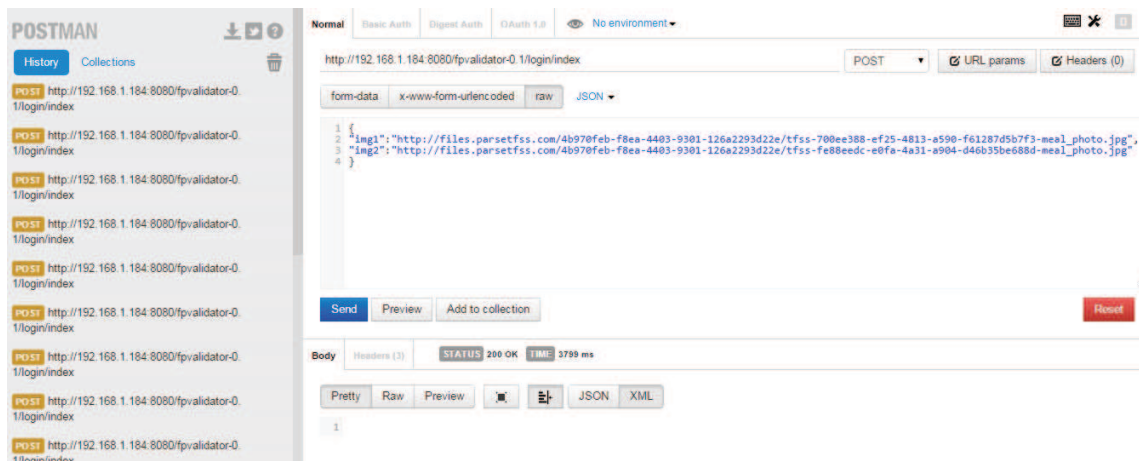 POSTMAN
History Collections
POST http://192.168.1.184:8080/fpvalidator-0.
1/login/index
POST http://192.168.1.184:8080/fpvalidator-0.
1/login/index
POST http://192.168.1.184:8080/fpvalidator-0.
1/login/index
POST http://192.168.1.184:8080/fpvalidator-0.
1/login/index
POST http://192.168.1.184:8080/fpvalidator-0.
1/login/index
POST http://192.168.1.184:8080/fpvalidator-0.
1/login/index
POST http://192.168.1.184:8080/fpvalidator-0.
1/login/index
POST http://192.168.1.184:8080/fpvalidator-0.
1/login/index
POST http://192.168.1.184:8080/fpvalidator-0.
1/login/index
Normal Basic Auth Digest Auth OAuth 1.0 No environment
http://192.168.1.184:8080/fpvalidator-0.1/login/index POST URL params Headers (0)
form-data x-www-form-urlencoded raw JSON
1 {
2 "img1":"http://files.parsetfss.com/4b970feb-f8ea-4403-9301-126a2293d22e/tfss-700ee388-ef25-4813-a590-f61287d5b7f3-meal_photo.jpg",
3 "img2":"http://files.parsetfss.com/4b970feb-f8ea-4403-9301-126a2293d22e/tfss-fe88eedc-e0fa-4a31-a904-d46b35be688d-meal_photo.jpg"
4 }
Send Preview Add to collection Reset
Body Headers (3) STATUS 200 OK TIME 3799 ms
Pretty Raw Preview JSON XML
1